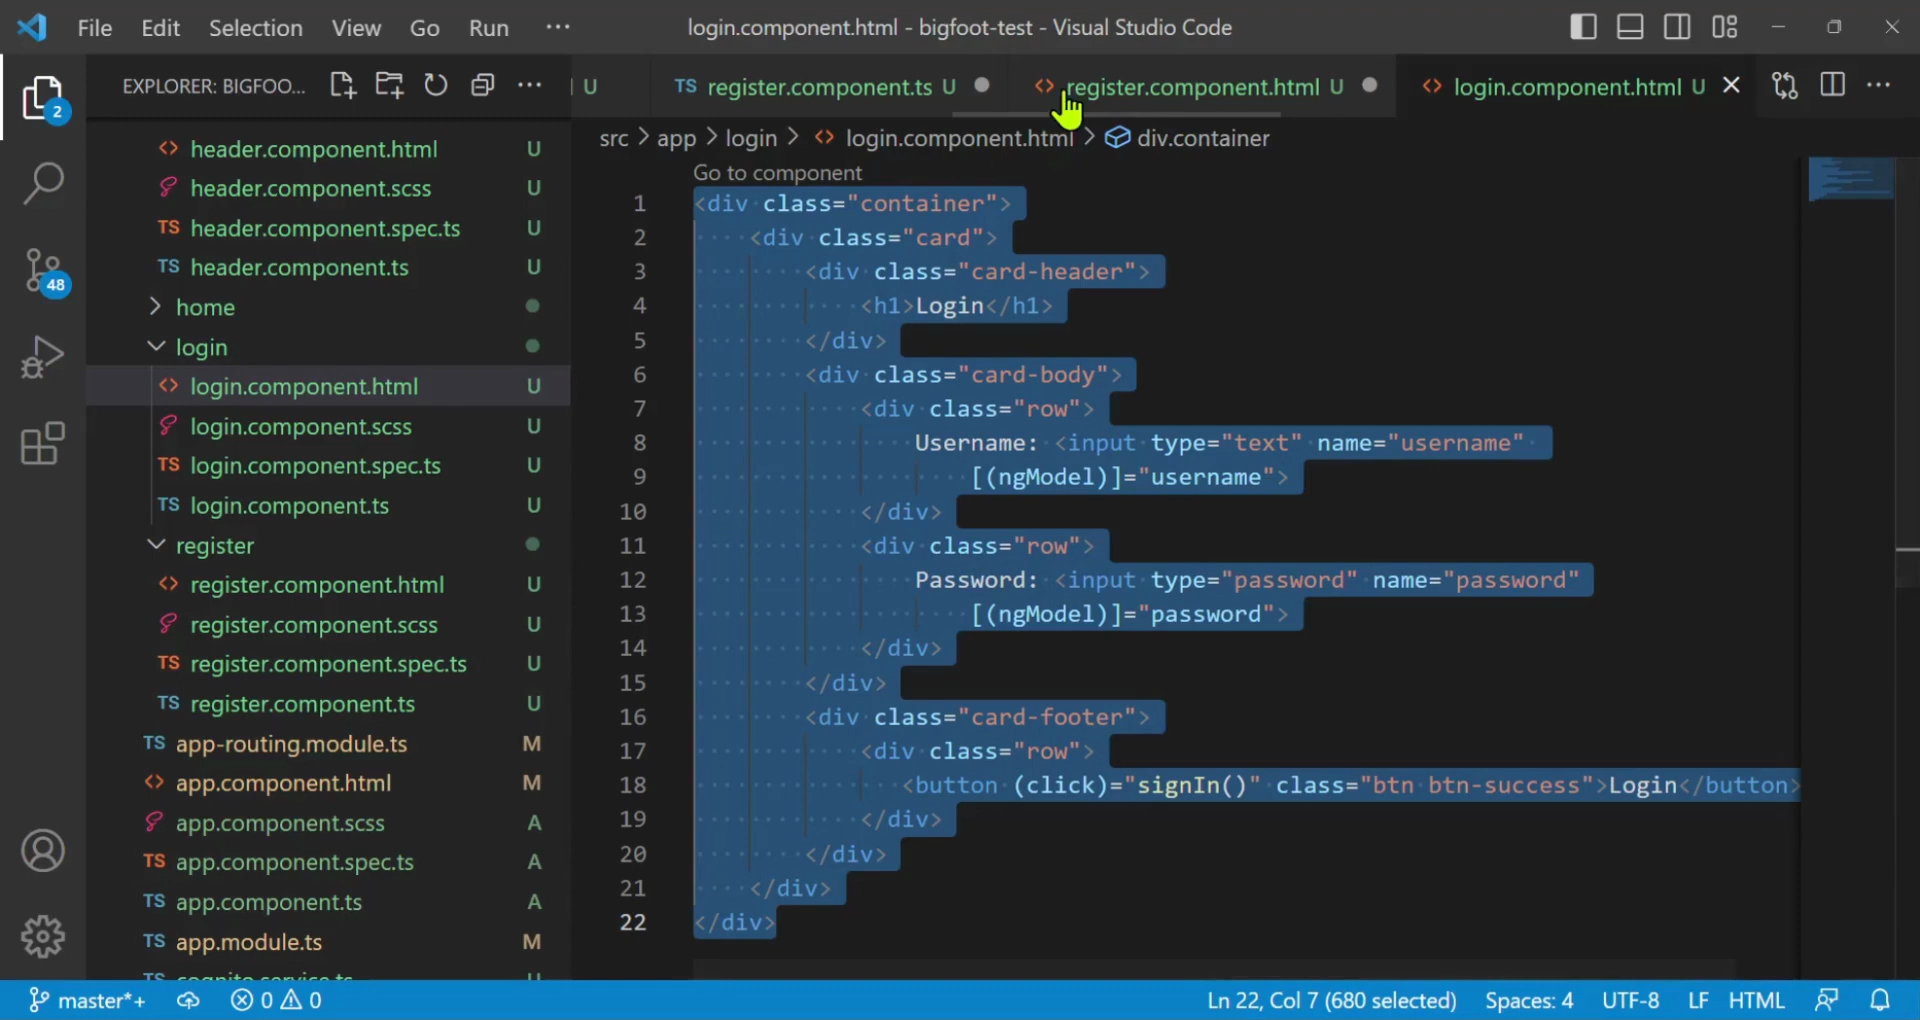 File Edit Selection View Go Run ···
login.component.html - bigfoot-test - Visual Studio Code
EXPLORER: BIGFOO...
U
TS register.component.ts U
<> register.component.html U
<> login.component.html U
src > app > login > <> login.component.html > div.container
2
48
<> header.component.html U
header.component.scss U
TS header.component.spec.ts U
TS header.component.ts U
> home
login
<> login.component.html U
login.component.scss U
TS login.component.spec.ts U
TS login.component.ts U
register
<> register.component.html U
register.component.scss U
TS register.component.spec.ts U
TS register.component.ts U
TS app-routing.module.ts M
<> app.component.html M
app.component.scss A
TS app.component.spec.ts A
TS app.component.ts A
TS app.module.ts M
TS cognito.service.ts U
Go to component
1 <div class="container">
2 <div class="card">
3 <div class="card-header">
4 <h1>Login</h1>
5 </div>
6 <div class="card-body">
7 <div class="row">
8 Username: <input type="text" name="username"
9 [(ngModel)]="username">
10 </div>
11 <div class="row">
12 Password: <input type="password" name="password"
13 [(ngModel)]="password">
14 </div>
15 </div>
16 <div class="card-footer">
17 <div class="row">
18 <button (click)="signIn()" class="btn btn-success">Login</button>
19 </div>
20 </div>
21 </div>
22 </div>
master*+ 0 0
Ln 22, Col 7 (680 selected) Spaces: 4 UTF-8 LF HTML